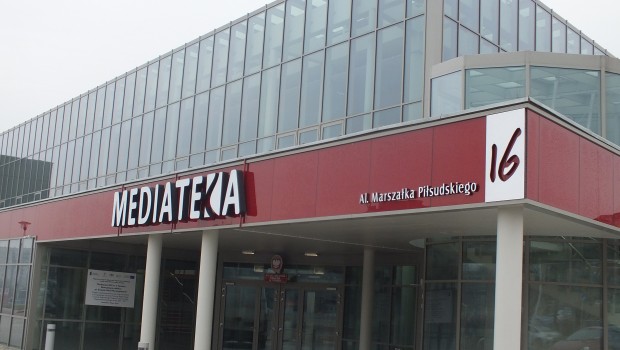 MEDIATEKA
Al. Marszałka Piłsudskiego
16